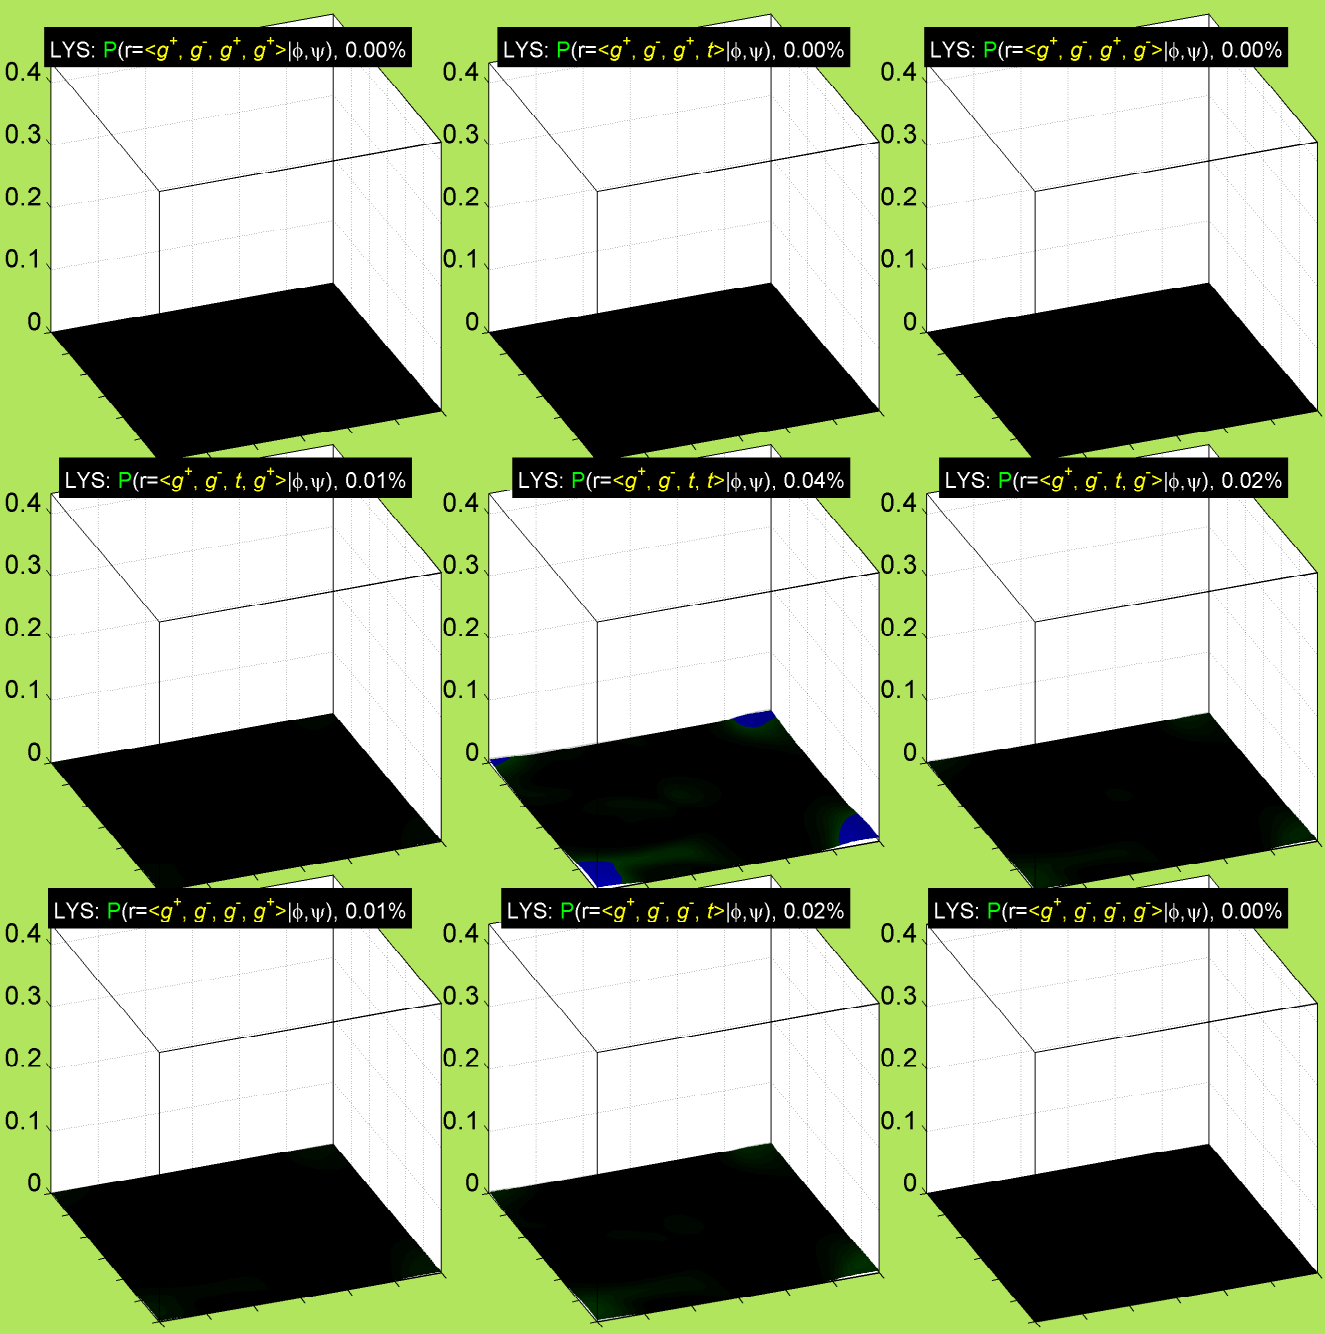 LYS: P(r=<g⁺, g⁻, g⁺, g⁺>|ϕ,ψ), 0.00%
LYS: P(r=<g⁺, g⁻, g⁺, t>|ϕ,ψ), 0.00%
LYS: P(r=<g⁺, g⁻, g⁺, g⁻>|ϕ,ψ), 0.00%
0.4 0.4 0.4
0.3 0.3 0.3
0.2 0.2 0.2
0.1 0.1 0.1
0 0 0
LYS: P(r=<g⁺, g⁻, t, g⁺>|ϕ,ψ), 0.01%
LYS: P(r=<g⁺, g⁻, t, t>|ϕ,ψ), 0.04%
LYS: P(r=<g⁺, g⁻, t, g⁻>|ϕ,ψ), 0.02%
0.4 0.4 0.4
0.3 0.3 0.3
0.2 0.2 0.2
0.1 0.1 0.1
0 0 0
LYS: P(r=<g⁺, g⁻, g⁻, g⁺>|ϕ,ψ), 0.01%
LYS: P(r=<g⁺, g⁻, g⁻, t>|ϕ,ψ), 0.02%
LYS: P(r=<g⁺, g⁻, g⁻, g⁻>|ϕ,ψ), 0.00%
0.4 0.4 0.4
0.3 0.3 0.3
0.2 0.2 0.2
0.1 0.1 0.1
0 0 0